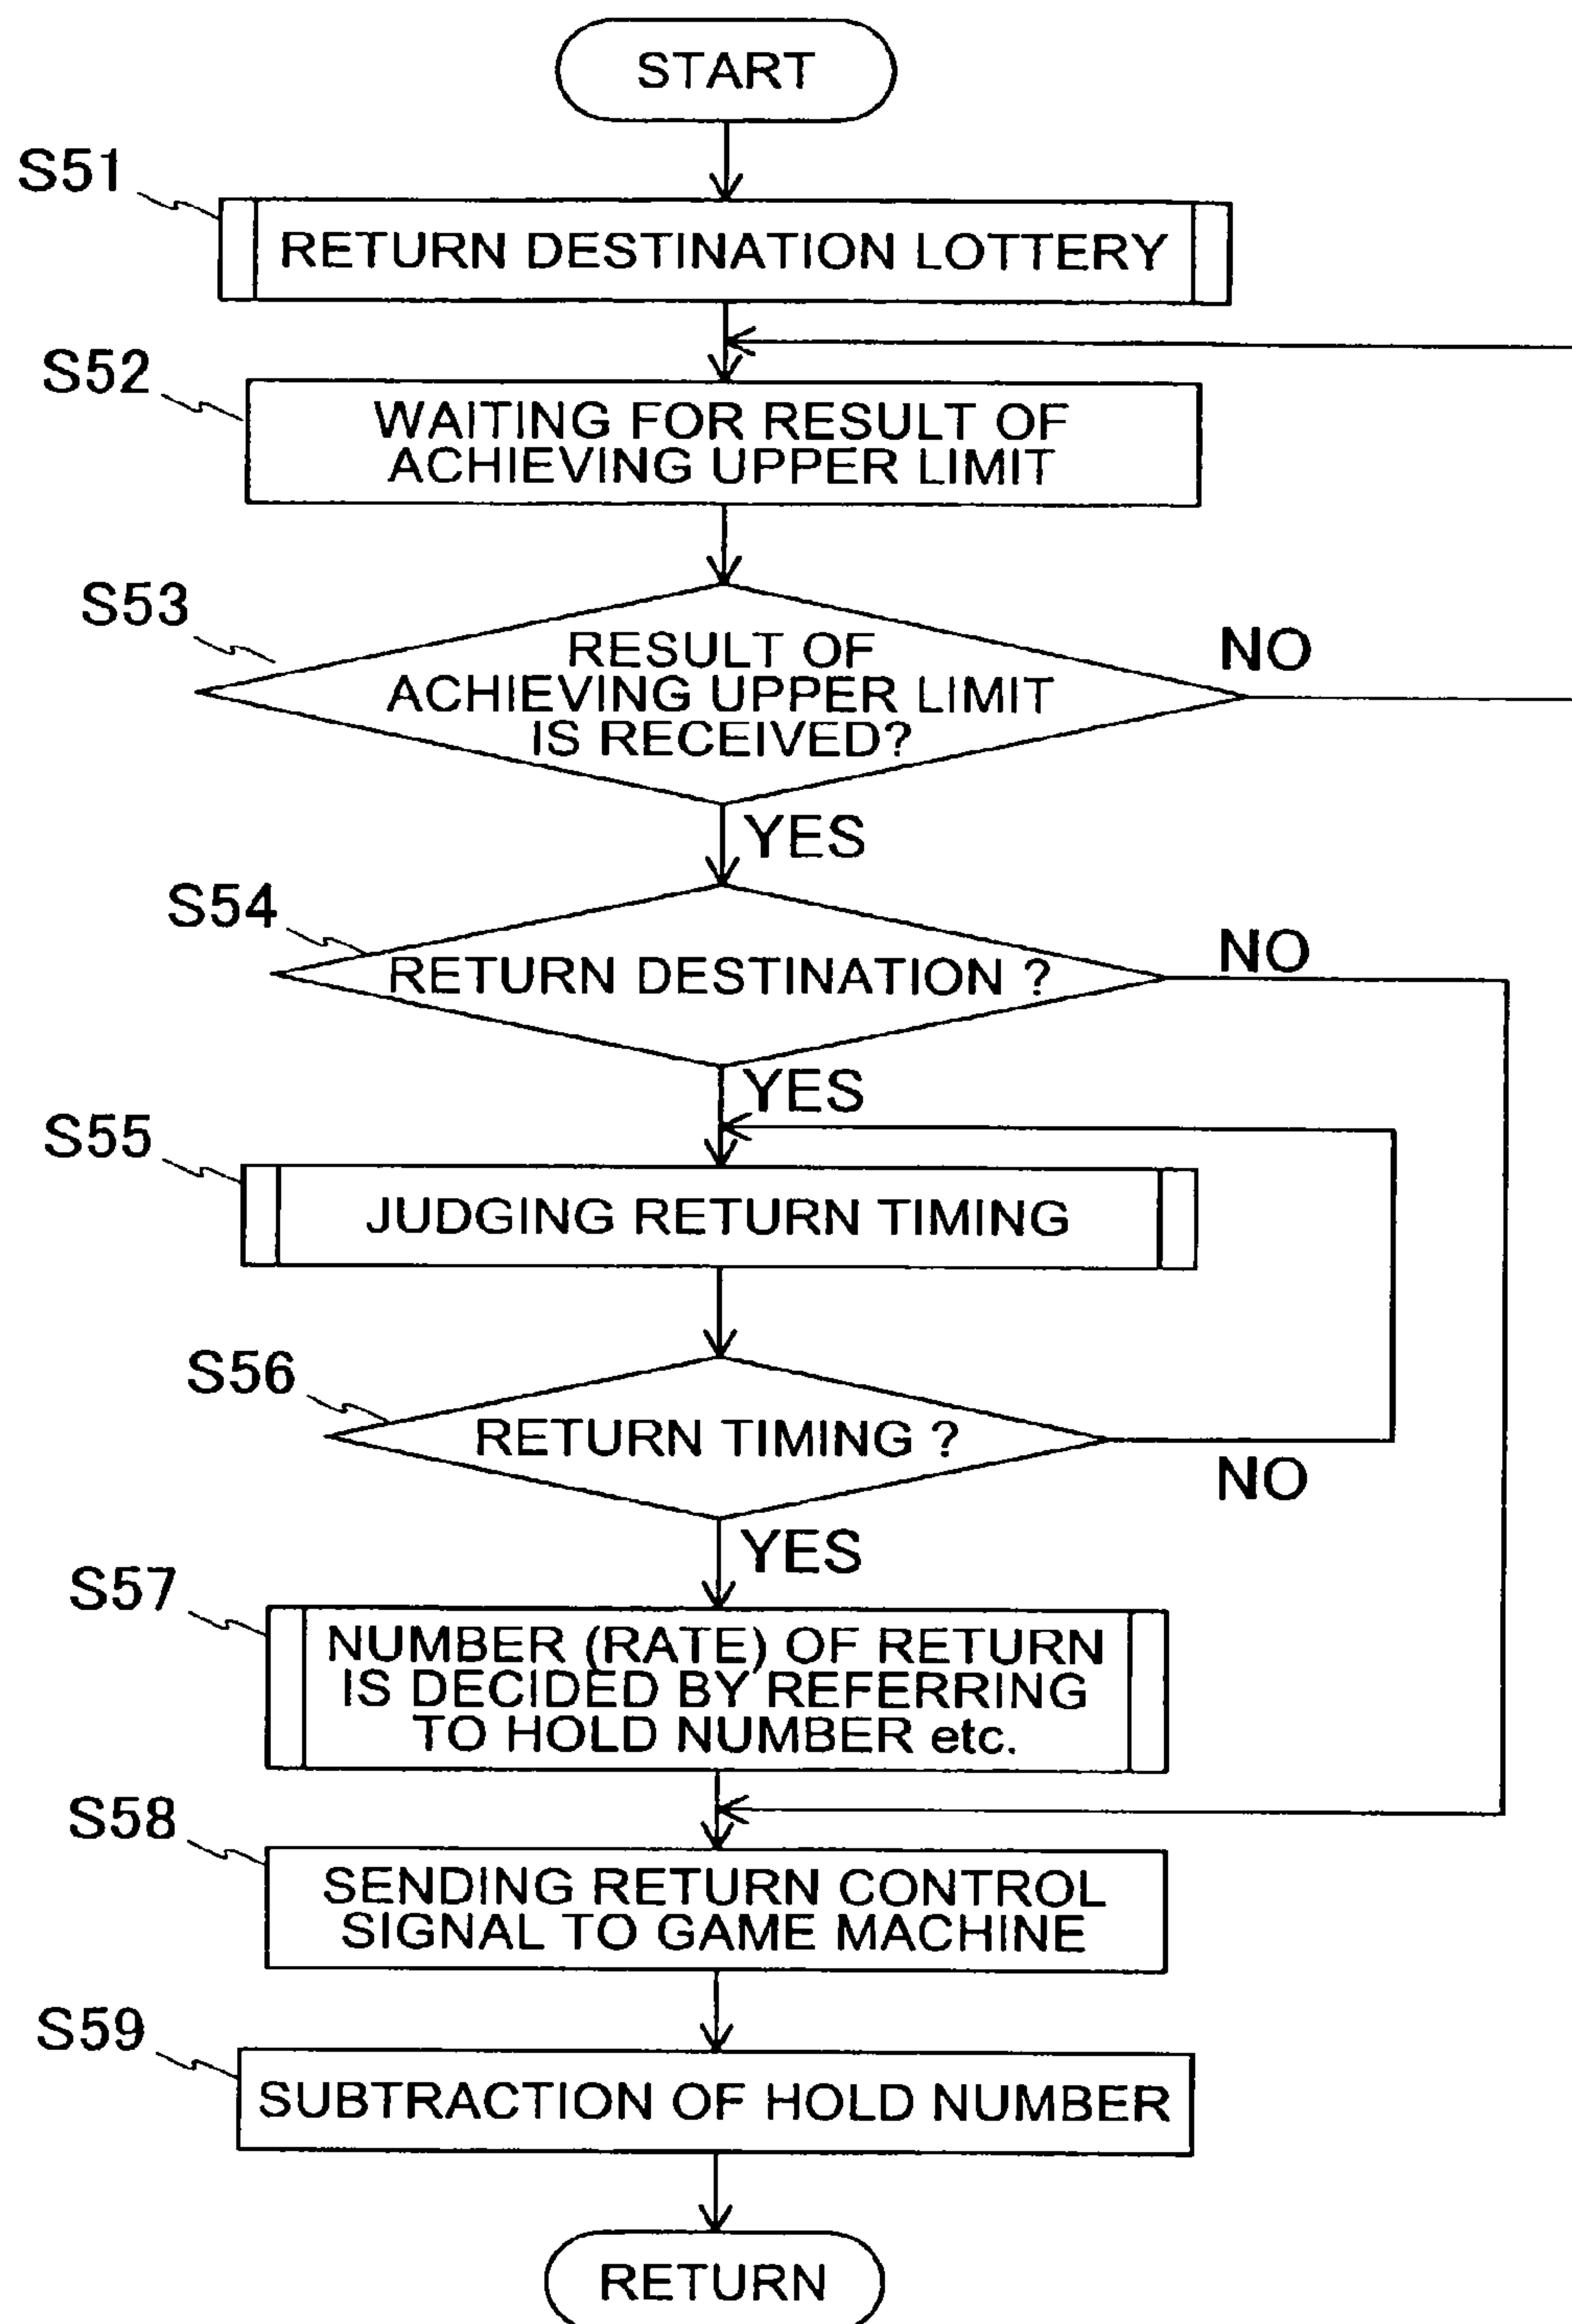 START
S51
RETURN DESTINATION LOTTERY
S52
WAITING FOR RESULT OF
ACHIEVING UPPER LIMIT
S53
RESULT OF
ACHIEVING UPPER LIMIT
IS RECEIVED?
NO
YES
S54
RETURN DESTINATION ?
NO
YES
S55
JUDGING RETURN TIMING
S56
RETURN TIMING ?
NO
YES
S57
NUMBER (RATE) OF RETURN
IS DECIDED BY REFERRING
TO HOLD NUMBER etc.
S58
SENDING RETURN CONTROL
SIGNAL TO GAME MACHINE
S59
SUBTRACTION OF HOLD NUMBER
RETURN